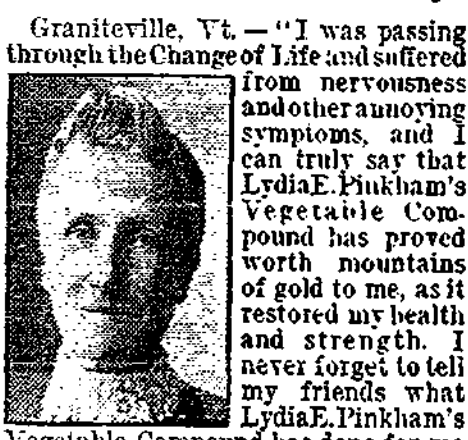 Graniteville, Vt. — "I was passing
through the Change of Life and suffered
from nervousness
and other annoying
symptoms, and I
can truly say that
Lydia E. Pinkham's
Vegetable Com-
pound has proved
worth mountains
of gold to me, as it
restored my health
and strength. I
never forget to tell
my friends what
Lydia E. Pinkham's
Vegetable Compound has done for me